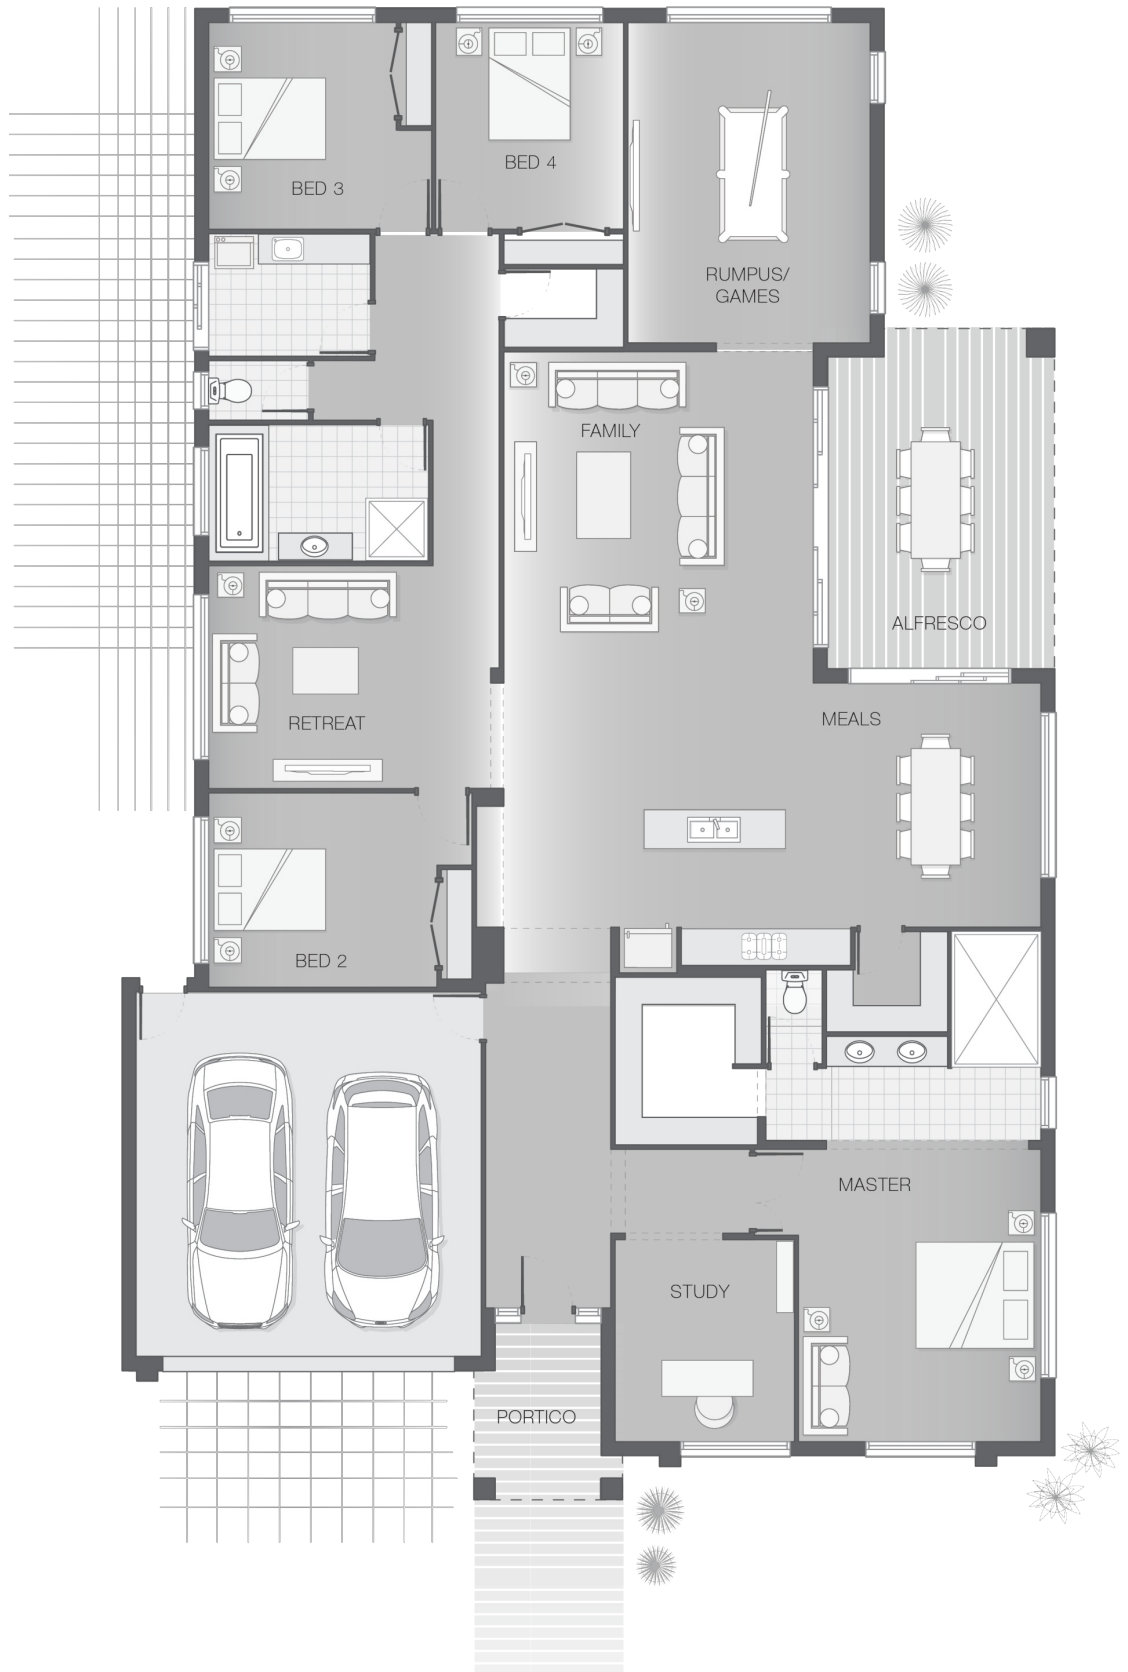 BED 4
BED 3
RUMPUS/
GAMES
FAMILY
ALFRESCO
MEALS
RETREAT
BED 2
MASTER
STUDY
PORTICO